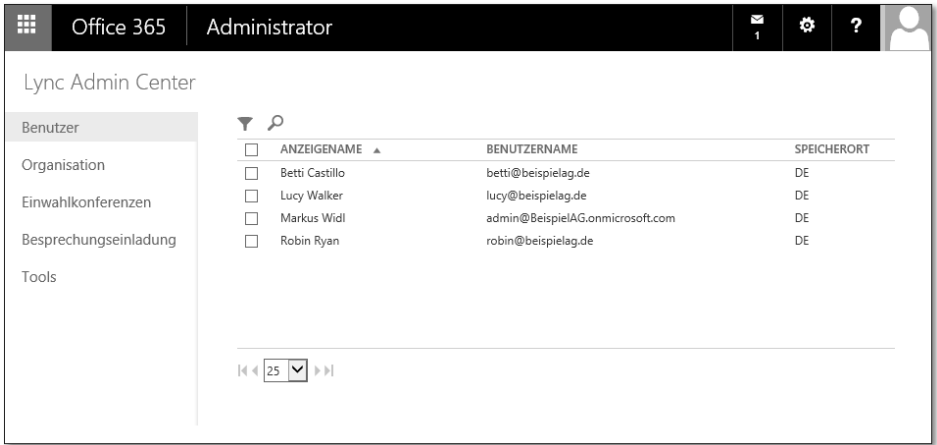 Office 365 Administrator 1 ?
Lync Admin Center
Benutzer
Organisation
Einwahlkonferenzen
Besprechungseinladung
Tools
ANZEIGENAME BENUTZERNAME SPEICHERORT
Betti Castillo betti@beispielag.de DE
Lucy Walker lucy@beispielag.de DE
Markus Widl admin@BeispielAG.onmicrosoft.com DE
Robin Ryan robin@beispielag.de DE
25